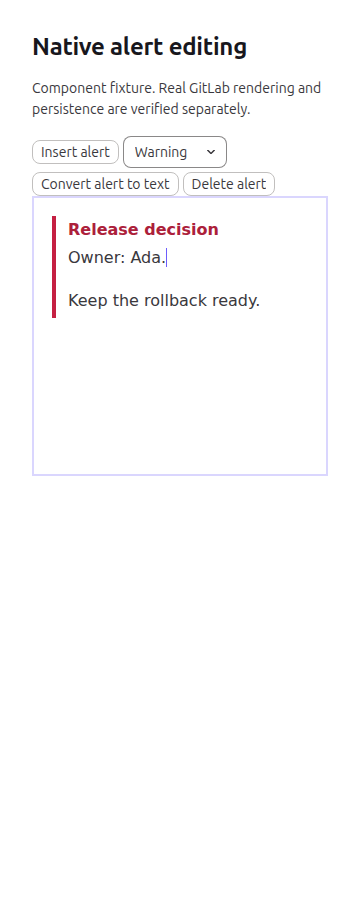 Native alert editing
Component fixture. Real GitLab rendering and
persistence are verified separately.
Insert alert Warning
Convert alert to text Delete alert
Release decision
Owner: Ada.
Keep the rollback ready.